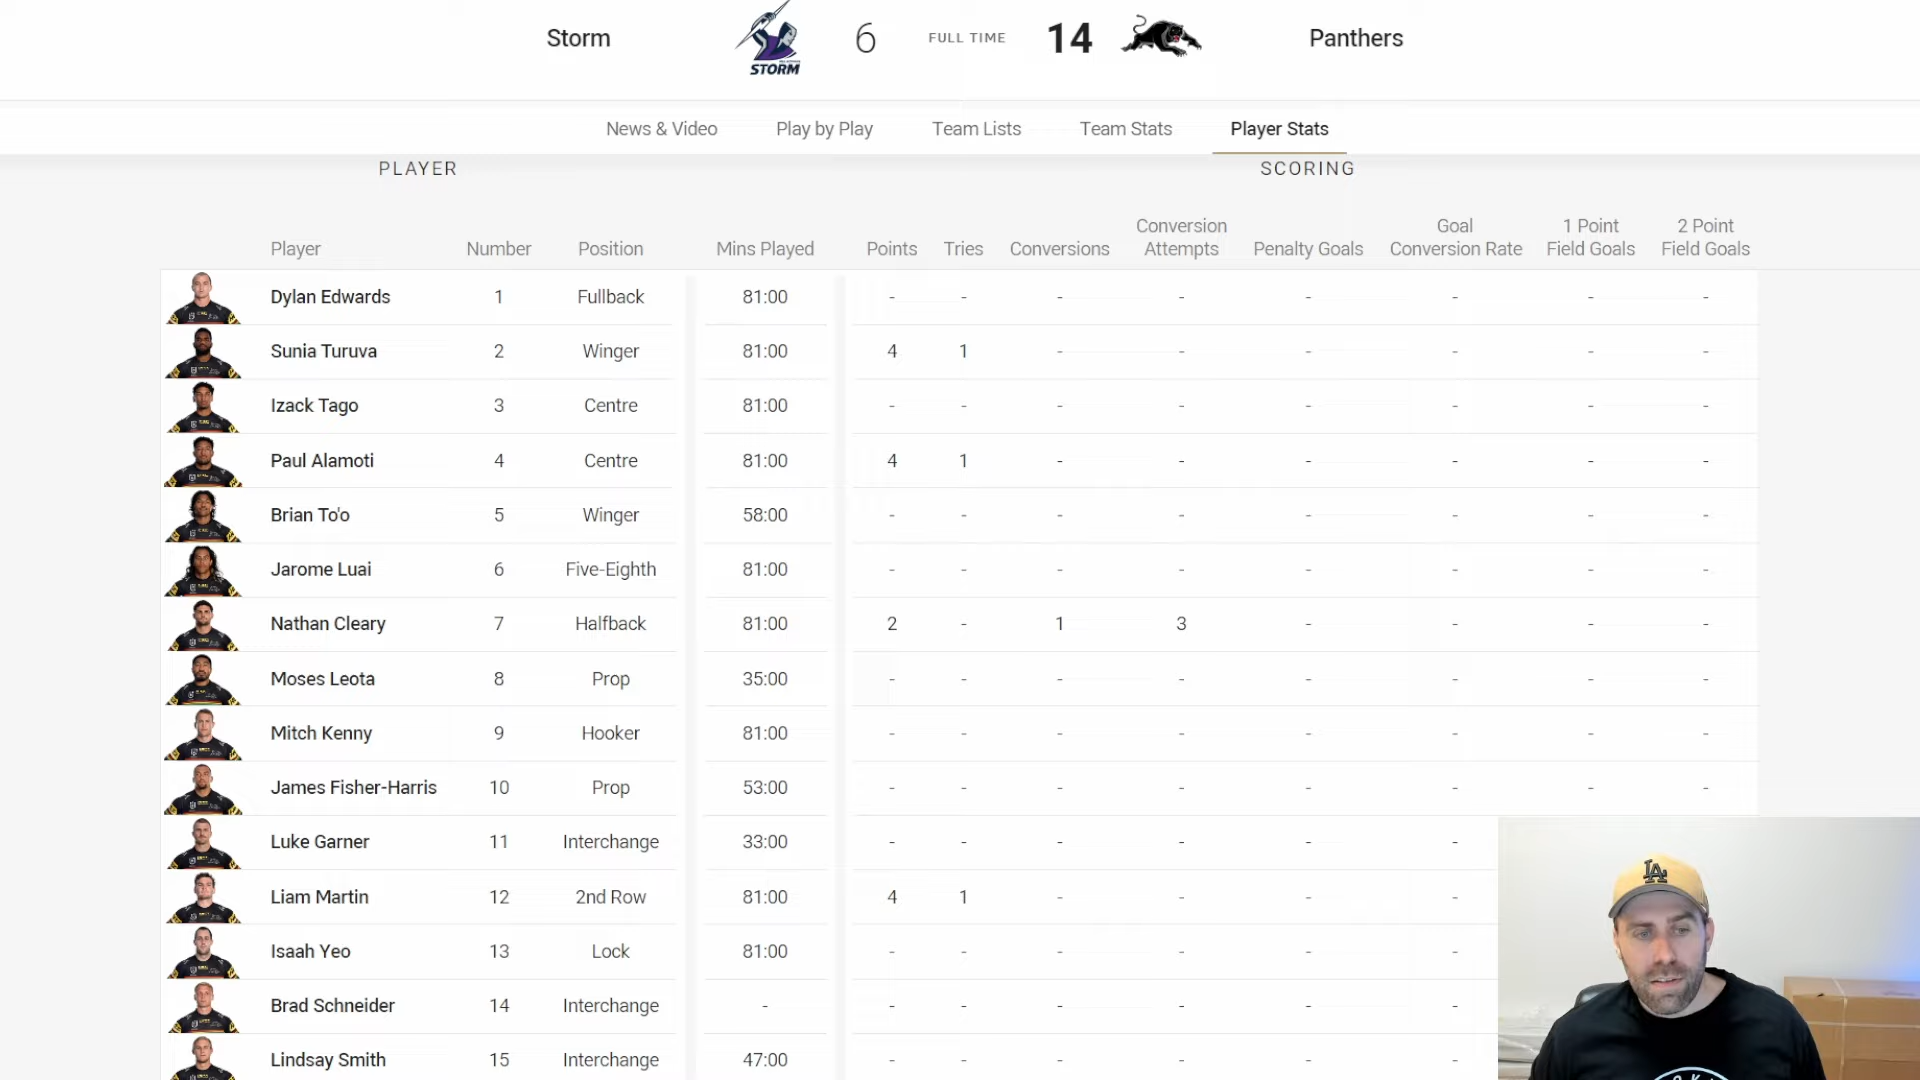 Storm STORM 6 FULL TIME 14 Panthers
News & Video Play by Play Team Lists Team Stats Player Stats
PLAYER SCORING
Player Number Position Mins Played Points Tries Conversions Conversion Attempts Penalty Goals Goal Conversion Rate 1 Point Field Goals 2 Point Field Goals
Dylan Edwards 1 Fullback 81:00 - - - - - - - -
Sunia Turuva 2 Winger 81:00 4 1 - - - - - -
Izack Tago 3 Centre 81:00 - - - - - - - -
Paul Alamoti 4 Centre 81:00 4 1 - - - - - -
Brian To'o 5 Winger 58:00 - - - - - - - -
Jarome Luai 6 Five-Eighth 81:00 - - - - - - - -
Nathan Cleary 7 Halfback 81:00 2 - 1 3 - - - -
Moses Leota 8 Prop 35:00 - - - - - - - -
Mitch Kenny 9 Hooker 81:00 - - - - - - - -
James Fisher-Harris 10 Prop 53:00 - - - - - - - -
Luke Garner 11 Interchange 33:00 - - - - - -
Liam Martin 12 2nd Row 81:00 4 1 - - - -
LA
Isaah Yeo 13 Lock 81:00 - - - - - -
Brad Schneider 14 Interchange - - - - - - -
Lindsay Smith 15 Interchange 47:00 - - - - - -